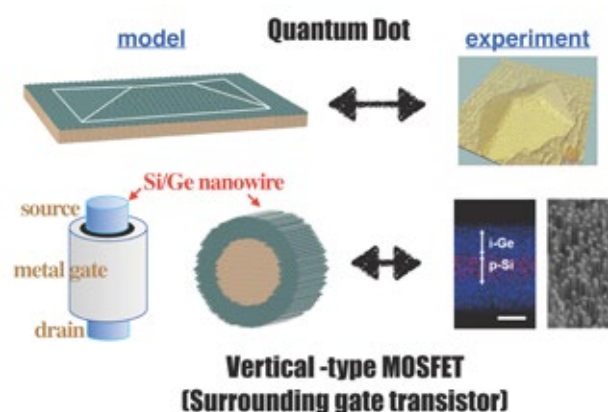 Quantum Dot
model
experiment
Si/Ge nanowire
source
metal gate
drain
i-Ge
p-Si
Vertical -type MOSFET
(Surrounding gate transistor)